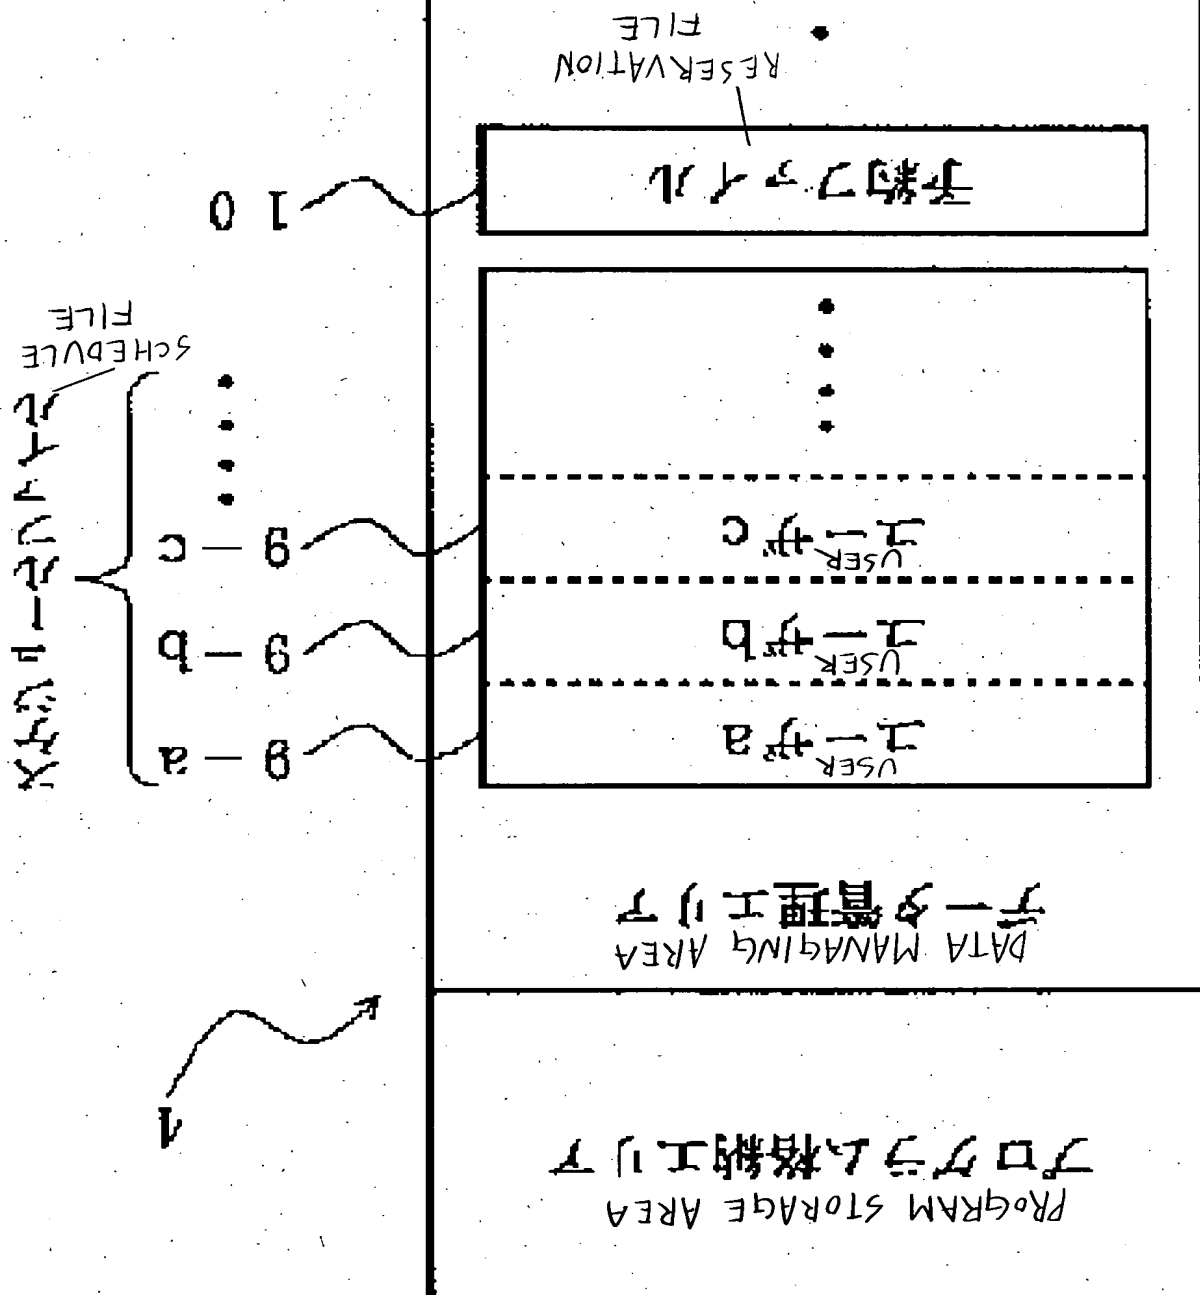 PROGRAM STORAGE AREA
プログラム格納エリア
1
DATA MANAGING AREA
データ管理エリア
USER
ユーザa
9－a
USER
ユーザb
9－b
USER
ユーザc
9－c
スケジュールファイル
SCHEDULE
FILE
予約ファイル
10
RESERVATION
FILE